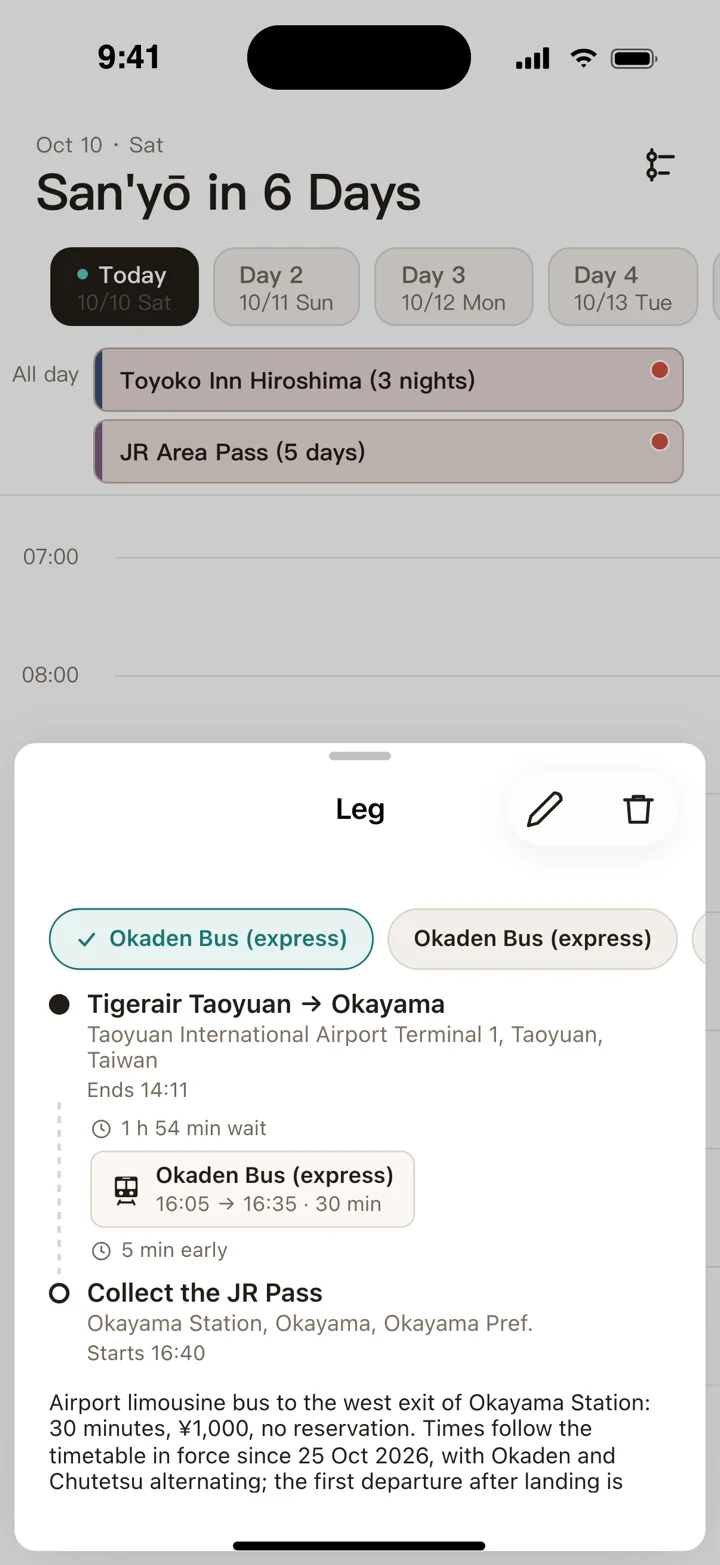 9:41
Oct 10 · Sat
San'yō in 6 Days
Today
10/10 Sat
Day 2
10/11 Sun
Day 3
10/12 Mon
Day 4
10/13 Tue
All day
Toyoko Inn Hiroshima (3 nights)
JR Area Pass (5 days)
07:00
08:00
Leg
Okaden Bus (express)
Okaden Bus (express)
Tigerair Taoyuan → Okayama
Taoyuan International Airport Terminal 1, Taoyuan,
Taiwan
Ends 14:11
1 h 54 min wait
Okaden Bus (express)
16:05 → 16:35 · 30 min
5 min early
Collect the JR Pass
Okayama Station, Okayama, Okayama Pref.
Starts 16:40
Airport limousine bus to the west exit of Okayama Station:
30 minutes, ¥1,000, no reservation. Times follow the
timetable in force since 25 Oct 2026, with Okaden and
Chutetsu alternating; the first departure after landing is